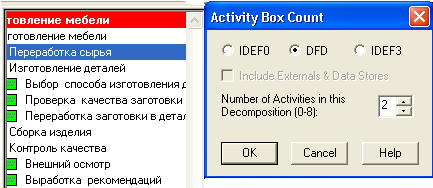 товление мебели
готовление мебели
Переработка сырья
Изготовление деталей
Выбор способа изготовления д
Проверка качества заготовки
Переработка заготовки в детал
Сборка изделия
Контроль качества
Внешний осмотр
Выработка рекомендаций
Activity Box Count
IDEF0 DFD IDEF3
Include Externals & Data Stores
Number of Activities in this
Decomposition (0-8): 2
OK Cancel Help